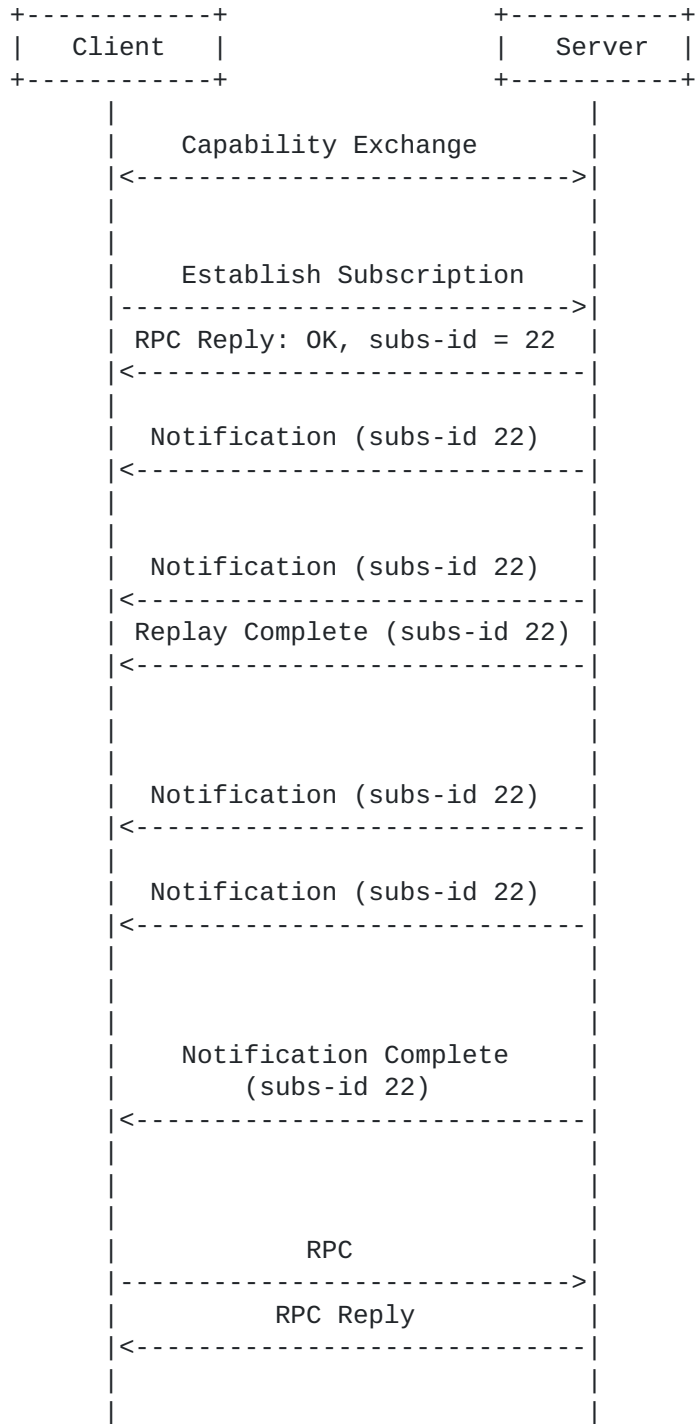 Client Server
Capability Exchange
Establish Subscription
RPC Reply: OK, subs-id = 22
Notification (subs-id 22)
Notification (subs-id 22)
Replay Complete (subs-id 22)
Notification (subs-id 22)
Notification (subs-id 22)
Notification Complete
(subs-id 22)
RPC
RPC Reply